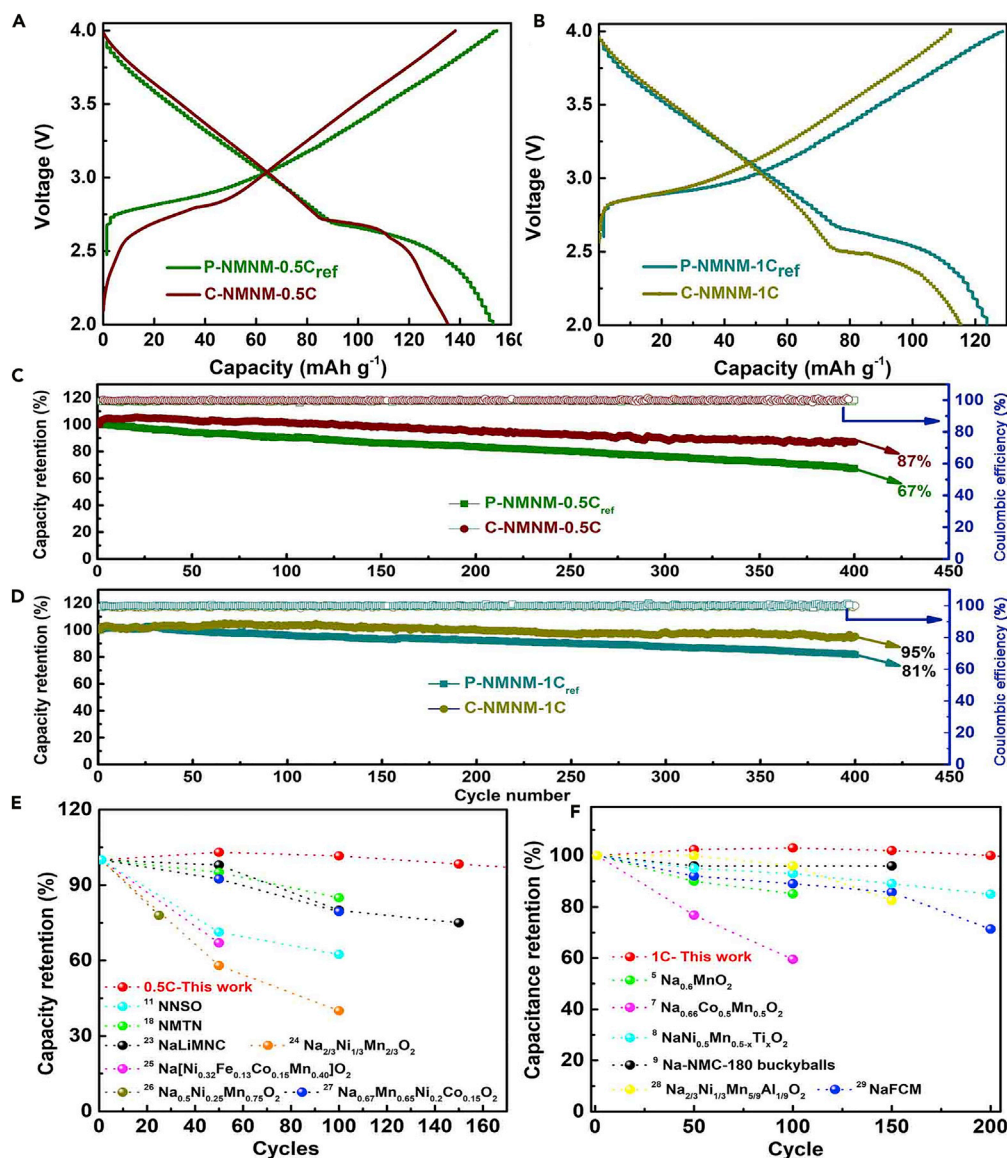 A
4.0
3.5
3.0
2.5
2.0
Voltage (V)
0 20 40 60 80 100 120 140 160
Capacity (mAh g⁻¹)
P-NMNM-0.5C_ref
C-NMNM-0.5C
B
4.0
3.5
3.0
2.5
2.0
Voltage (V)
0 20 40 60 80 100 120
Capacity (mAh g⁻¹)
P-NMNM-1C_ref
C-NMNM-1C
C
Capacity retention (%)
120
100
80
60
40
20
0
87%
67%
P-NMNM-0.5C_ref
C-NMNM-0.5C
100
80
60
40
20
0
Coulombic efficiency (%)
0 50 100 150 200 250 300 350 400 450
D
Capacity retention (%)
120
100
80
60
40
20
0
95%
81%
P-NMNM-1C_ref
C-NMNM-1C
100
80
60
40
20
0
Coulombic efficiency (%)
0 50 100 150 200 250 300 350 400 450
Cycle number
E
Capacity retention (%)
120
90
60
30
0
0.5C-This work
¹¹ NNSO
¹⁸ NMTN
²³ NaLiMNC
²⁴ Na₂/₃Ni₁/₃Mn₂/₃O₂
²⁵ Na[Ni₀.₃₂Fe₀.₁₃Co₀.₁₅Mn₀.₄₀]O₂
²⁶ Na₀.₅Ni₀.₂₅Mn₀.₇₅O₂
²⁷ Na₀.₆₇Mn₀.₆₅Ni₀.₂Co₀.₁₅O₂
0 20 40 60 80 100 120 140 160
Cycles
F
Capacitance retention (%)
100
80
60
40
20
0
1C- This work
⁵ Na₀.₆MnO₂
⁷ Na₀.₆₆Co₀.₅Mn₀.₅O₂
⁸ NaNi₀.₅Mn₀.₅₋ₓTiₓO₂
⁹ Na-NMC-180 buckyballs
²⁸ Na₂/₃Ni₁/₃Mn₅/₉Al₁/₉O₂
²⁹ NaFCM
0 50 100 150 200
Cycle